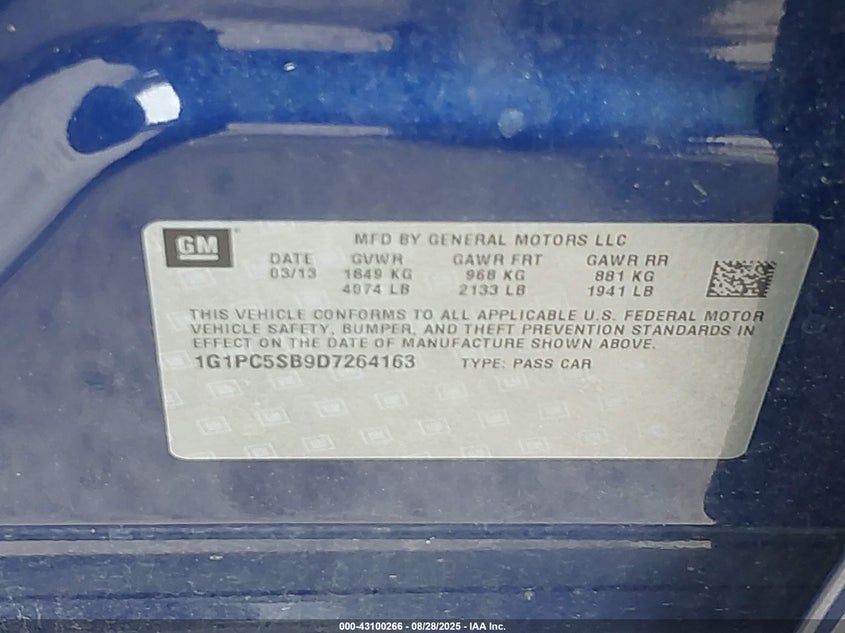 GM
MFD BY GENERAL MOTORS LLC
DATE GVWR GAWR FRT GAWR RR
03/13 1849 KG 968 KG 881 KG
4074 LB 2133 LB 1941 LB
THIS VEHICLE CONFORMS TO ALL APPLICABLE U.S. FEDERAL MOTOR
VEHICLE SAFETY, BUMPER, AND THEFT PREVENTION STANDARDS IN
EFFECT ON THE DATE OF MANUFACTURE SHOWN ABOVE.
1G1PC5SB9D7264163 TYPE: PASS CAR
000-43100266 - 08/28/2025 - IAA Inc.